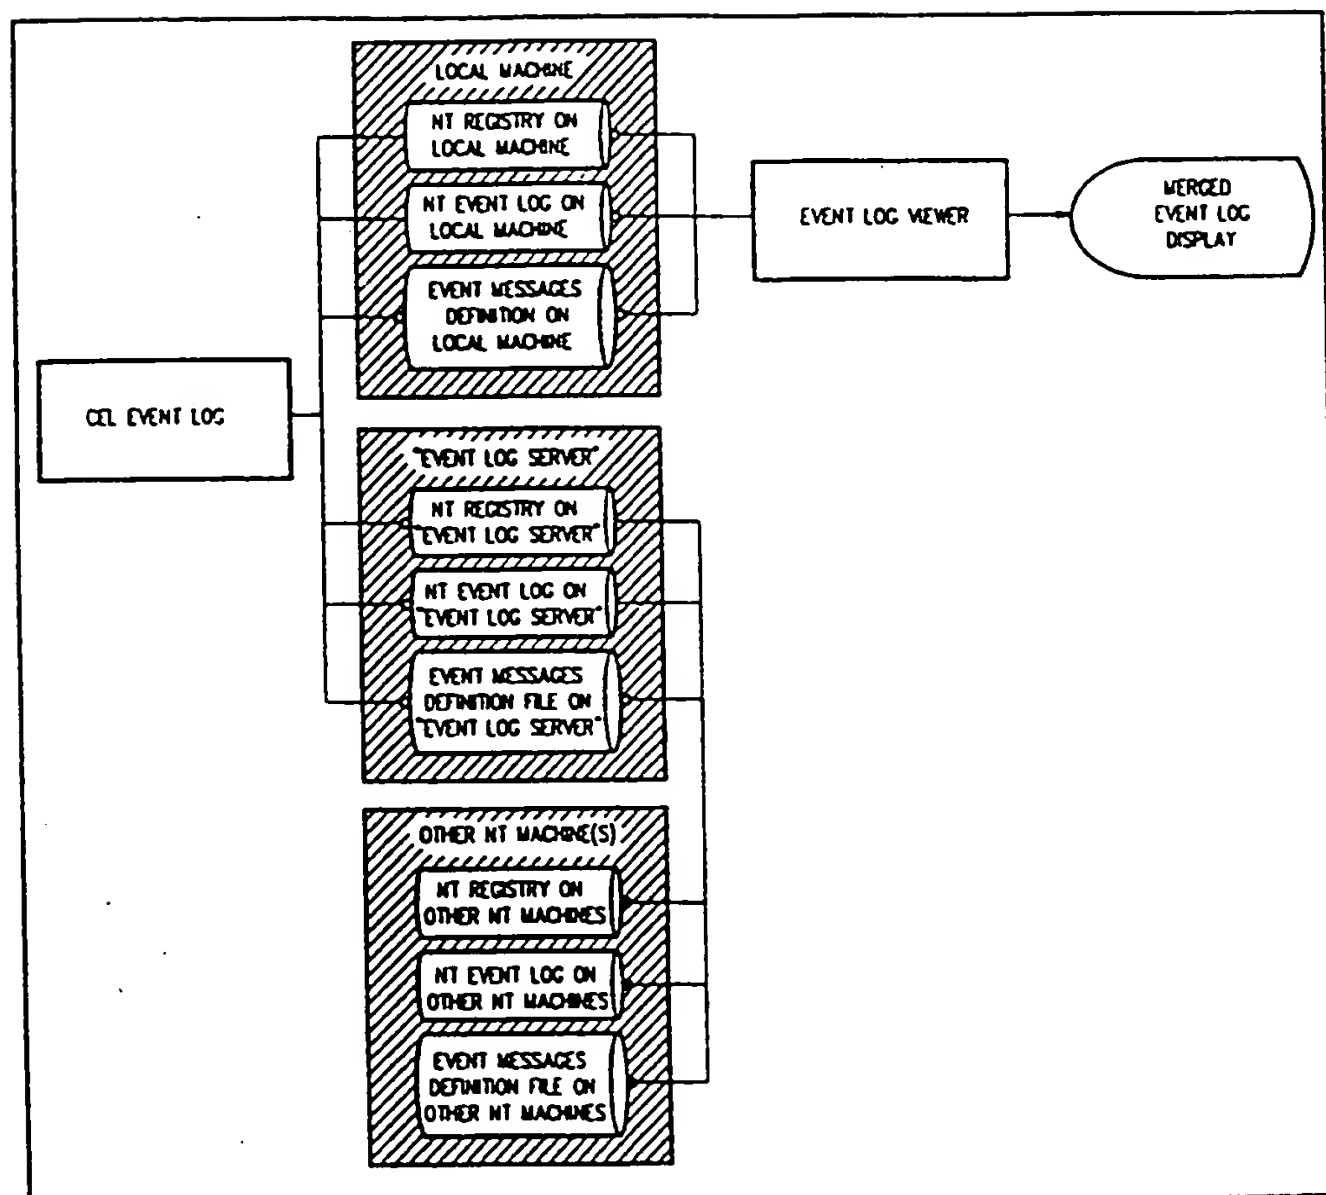 LOCAL MACHINE
NT REGISTRY ON
LOCAL MACHINE
NT EVENT LOG ON
LOCAL MACHINE
EVENT MESSAGES
DEFINITION ON
LOCAL MACHINE
EVENT LOG VIEWER
MERGED
EVENT LOG
DISPLAY
CEL EVENT LOG
"EVENT LOG SERVER"
NT REGISTRY ON
"EVENT LOG SERVER"
NT EVENT LOG ON
"EVENT LOG SERVER"
EVENT MESSAGES
DEFINITION FILE ON
"EVENT LOG SERVER"
OTHER NT MACHINE(S)
NT REGISTRY ON
OTHER NT MACHINES
NT EVENT LOG ON
OTHER NT MACHINES
EVENT MESSAGES
DEFINITION FILE ON
OTHER NT MACHINES